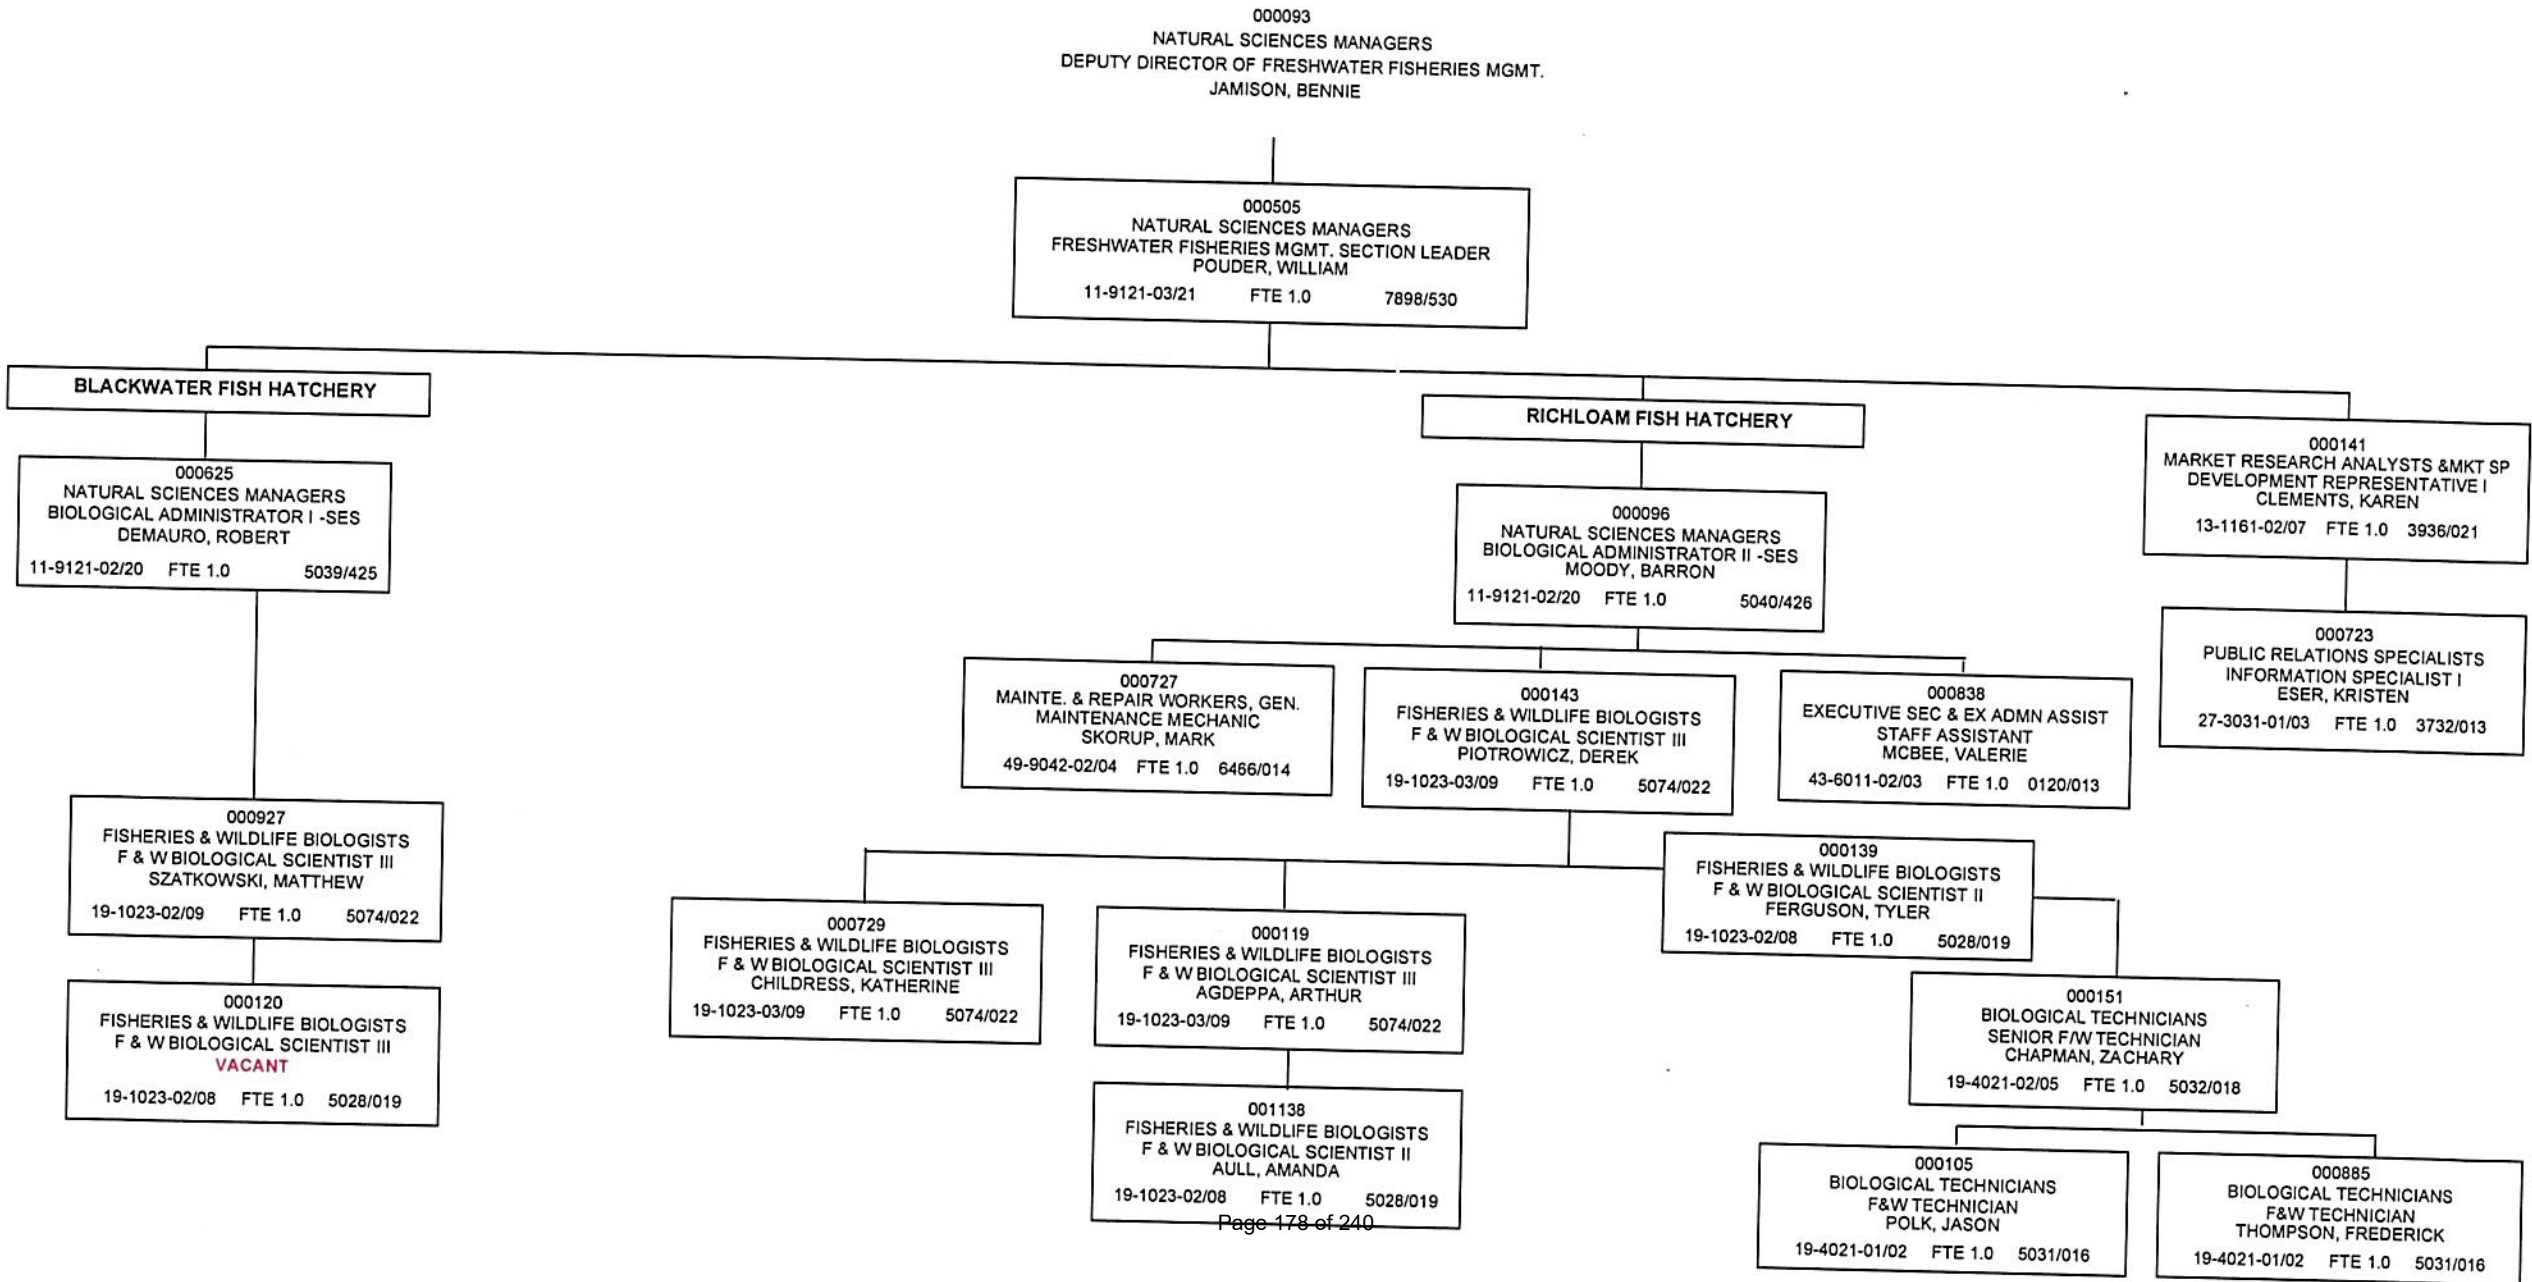 000093
NATURAL SCIENCES MANAGERS
DEPUTY DIRECTOR OF FRESHWATER FISHERIES MGMT.
JAMISON, BENNIE
000505
NATURAL SCIENCES MANAGERS
FRESHWATER FISHERIES MGMT. SECTION LEADER
POUDER, WILLIAM
11-9121-03/21 FTE 1.0 7898/530
BLACKWATER FISH HATCHERY
000625
NATURAL SCIENCES MANAGERS
BIOLOGICAL ADMINISTRATOR I -SES
DEMAURO, ROBERT
11-9121-02/20 FTE 1.0 5039/425
000927
FISHERIES & WILDLIFE BIOLOGISTS
F & W BIOLOGICAL SCIENTIST III
SZATKOWSKI, MATTHEW
19-1023-02/09 FTE 1.0 5074/022
000120
FISHERIES & WILDLIFE BIOLOGISTS
F & W BIOLOGICAL SCIENTIST III
VACANT
19-1023-02/08 FTE 1.0 5028/019
RICHLOAM FISH HATCHERY
000096
NATURAL SCIENCES MANAGERS
BIOLOGICAL ADMINISTRATOR II -SES
MOODY, BARRON
11-9121-02/20 FTE 1.0 5040/426
000727
MAINTE. & REPAIR WORKERS, GEN.
MAINTENANCE MECHANIC
SKORUP, MARK
49-9042-02/04 FTE 1.0 6466/014
000143
FISHERIES & WILDLIFE BIOLOGISTS
F & W BIOLOGICAL SCIENTIST III
PIOTROWICZ, DEREK
19-1023-03/09 FTE 1.0 5074/022
000838
EXECUTIVE SEC & EX ADMN ASSIST
STAFF ASSISTANT
MCBEE, VALERIE
43-6011-02/03 FTE 1.0 0120/013
000729
FISHERIES & WILDLIFE BIOLOGISTS
F & W BIOLOGICAL SCIENTIST III
CHILDRESS, KATHERINE
19-1023-03/09 FTE 1.0 5074/022
000119
FISHERIES & WILDLIFE BIOLOGISTS
F & W BIOLOGICAL SCIENTIST III
AGDEPPA, ARTHUR
19-1023-03/09 FTE 1.0 5074/022
001138
FISHERIES & WILDLIFE BIOLOGISTS
F & W BIOLOGICAL SCIENTIST II
AULL, AMANDA
19-1023-02/08 FTE 1.0 5028/019
000139
FISHERIES & WILDLIFE BIOLOGISTS
F & W BIOLOGICAL SCIENTIST II
FERGUSON, TYLER
19-1023-02/08 FTE 1.0 5028/019
000151
BIOLOGICAL TECHNICIANS
SENIOR F/W TECHNICIAN
CHAPMAN, ZACHARY
19-4021-02/05 FTE 1.0 5032/018
000105
BIOLOGICAL TECHNICIANS
F&W TECHNICIAN
POLK, JASON
19-4021-01/02 FTE 1.0 5031/016
000885
BIOLOGICAL TECHNICIANS
F&W TECHNICIAN
THOMPSON, FREDERICK
19-4021-01/02 FTE 1.0 5031/016
000141
MARKET RESEARCH ANALYSTS &MKT SP
DEVELOPMENT REPRESENTATIVE I
CLEMENTS, KAREN
13-1161-02/07 FTE 1.0 3936/021
000723
PUBLIC RELATIONS SPECIALISTS
INFORMATION SPECIALIST I
ESER, KRISTEN
27-3031-01/03 FTE 1.0 3732/013
Page 178 of 240